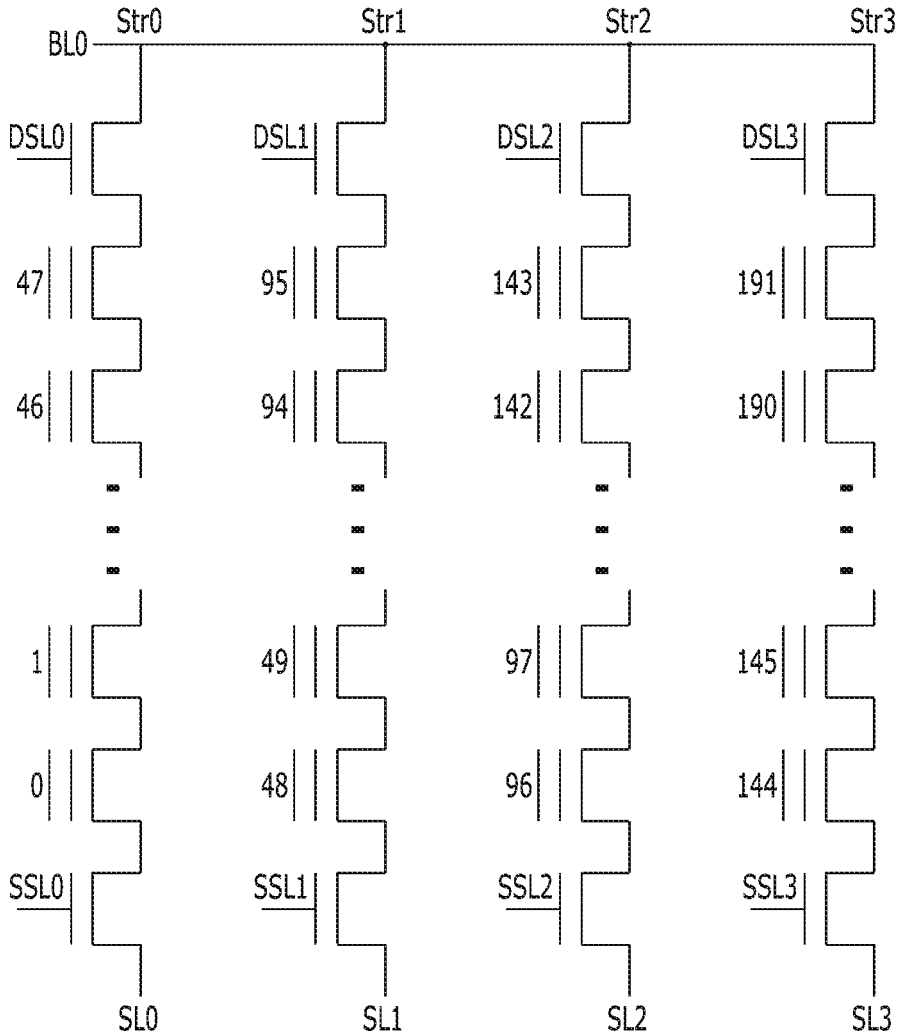 Str0 Str1 Str2 Str3
BL0
DSL0 DSL1 DSL2 DSL3
47 95 143 191
46 94 142 190
1 49 97 145
0 48 96 144
SSL0 SSL1 SSL2 SSL3
SL0 SL1 SL2 SL3